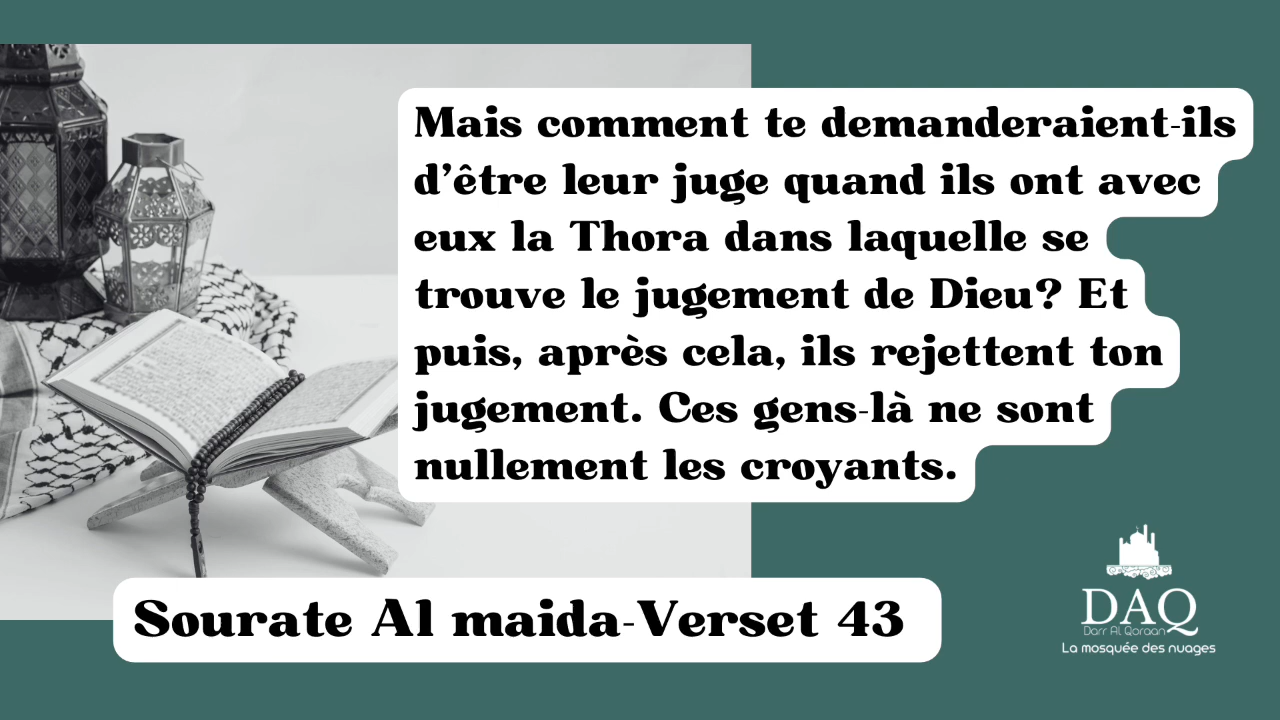 Mais comment te demanderaient-ils
d'être leur juge quand ils ont avec
eux la Thora dans laquelle se
trouve le jugement de Dieu? Et
puis, après cela, ils rejettent ton
jugement. Ces gens-là ne sont
nullement les croyants.
Sourate Al maida-Verset 43
DAQ
Darr Al Qoraan
La mosquée des nuages